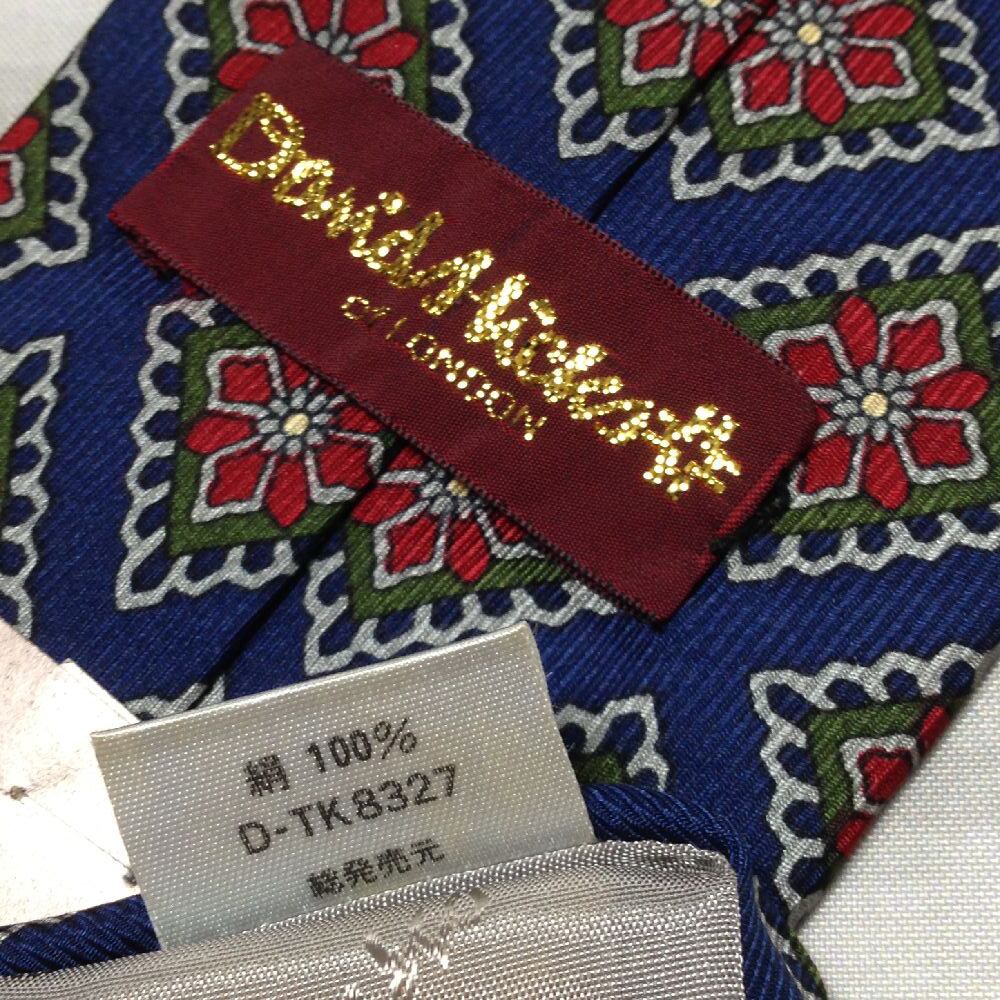 David Hicks
OF LONDON
絹 100%
D-TK8327
総発売元